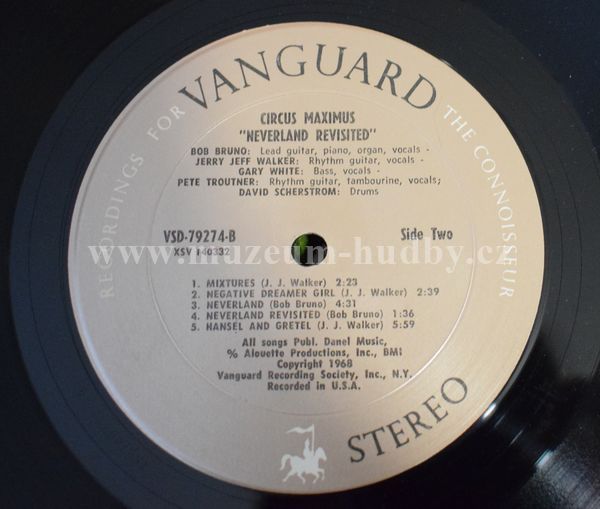 RECORDINGS FOR
VANGUARD
THE CONNOISSEUR
CIRCUS MAXIMUS
"NEVERLAND REVISITED"
BOB BRUNO: Lead guitar, piano, organ, vocals -
JERRY JEFF WALKER: Rhythm guitar, vocals -
GARY WHITE: Bass, vocals -
PETE TROUTNER: Rhythm guitar, tambourine, vocals;
DAVID SCHERSTROM: Drums
VSD-79274-B Side Two
XSV 140332
www.muzeum-hudby.cz
1. MIXTURES (J. J. Walker) 2:23
2. NEGATIVE DREAMER GIRL (J. J. Walker) 2:39
3. NEVERLAND (Bob Bruno) 4:31
4. NEVERLAND REVISITED (Bob Bruno) 1:36
5. HANSEL AND GRETEL (J. J. Walker) 5:59
All songs Publ. Danel Music,
% Alouette Productions, Inc., BMI
Copyright 1968
Vanguard Recording Society, Inc., N.Y.
Recorded in U.S.A.
STEREO